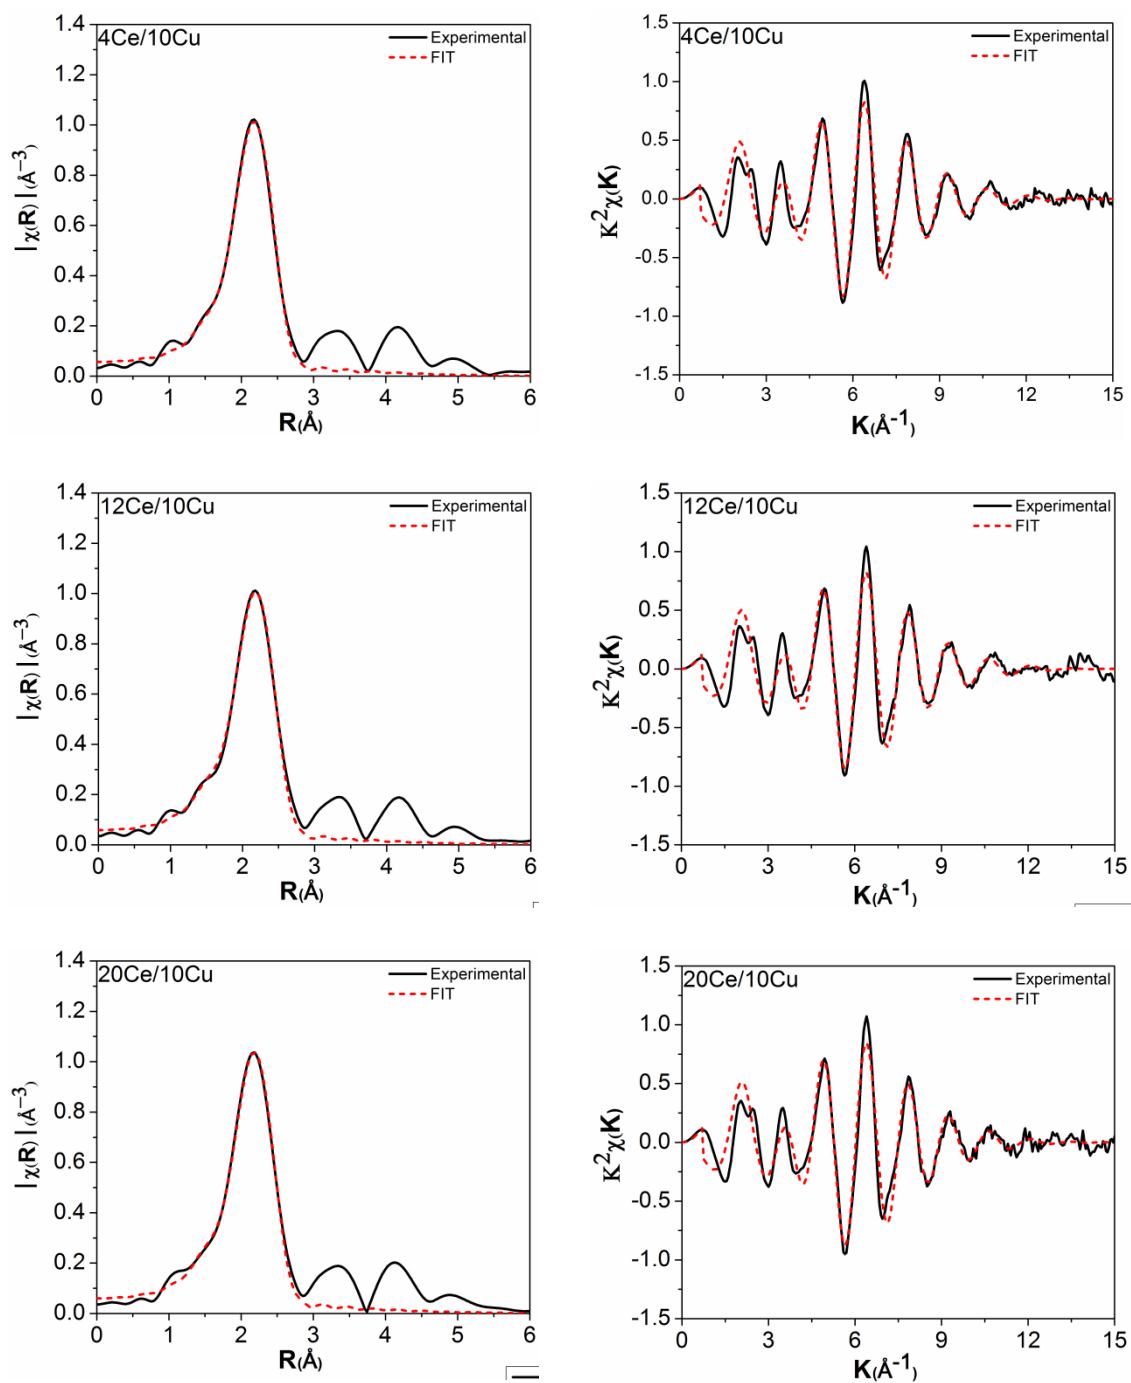 4Ce/10Cu
Experimental
FIT
1.4
1.2
1.0
0.8
0.6
0.4
0.2
0.0
|χ(R)|(Å⁻³)
0 1 2 3 4 5 6
R(Å)
4Ce/10Cu
Experimental
FIT
1.5
1.0
0.5
0.0
-0.5
-1.0
-1.5
K²χ(K)
0 3 6 9 12 15
K(Å⁻¹)
12Ce/10Cu
Experimental
FIT
1.4
1.2
1.0
0.8
0.6
0.4
0.2
0.0
|χ(R)|(Å⁻³)
0 1 2 3 4 5 6
R(Å)
12Ce/10Cu
Experimental
FIT
1.5
1.0
0.5
0.0
-0.5
-1.0
-1.5
K²χ(K)
0 3 6 9 12 15
K(Å⁻¹)
20Ce/10Cu
Experimental
FIT
1.4
1.2
1.0
0.8
0.6
0.4
0.2
0.0
|χ(R)|(Å⁻³)
0 1 2 3 4 5 6
R(Å)
20Ce/10Cu
Experimental
FIT
1.5
1.0
0.5
0.0
-0.5
-1.0
-1.5
K²χ(K)
0 3 6 9 12 15
K(Å⁻¹)